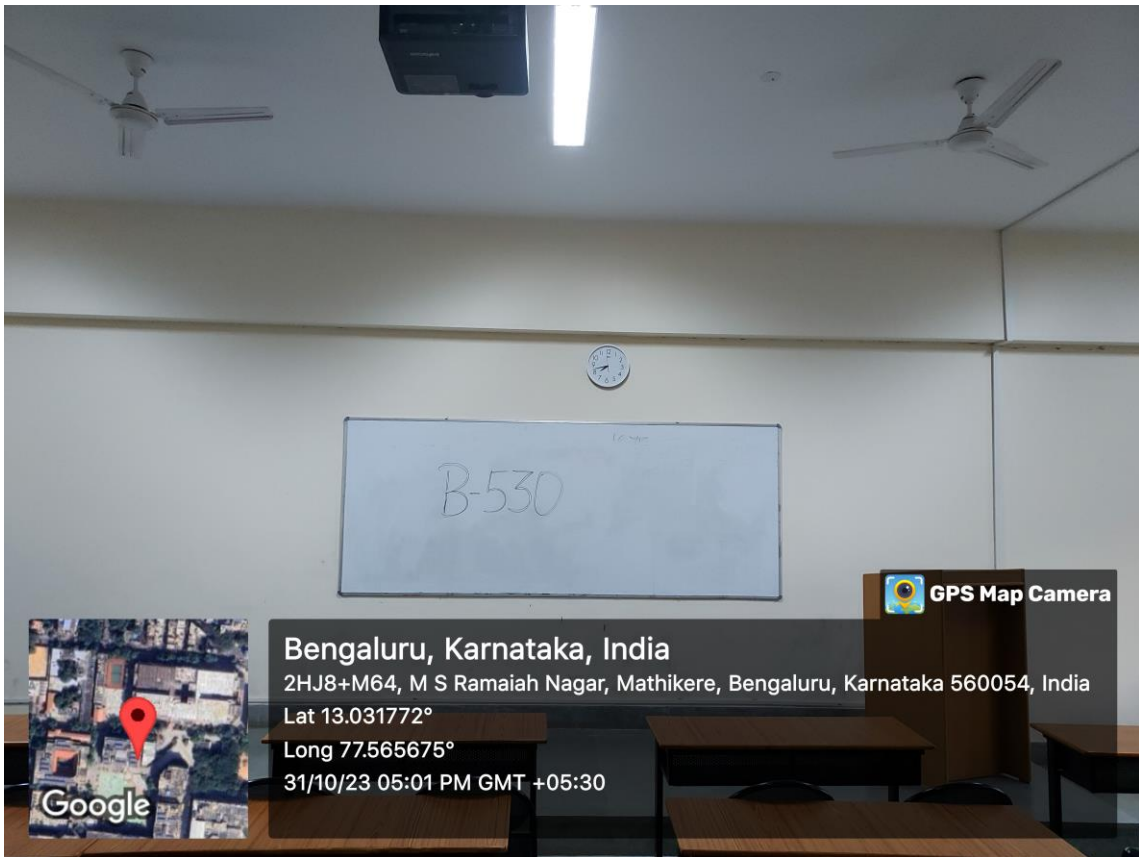 B-530
GPS Map Camera
Bengaluru, Karnataka, India
2HJ8+M64, M S Ramaiah Nagar, Mathikere, Bengaluru, Karnataka 560054, India
Lat 13.031772°
Long 77.565675°
31/10/23 05:01 PM GMT +05:30
Google